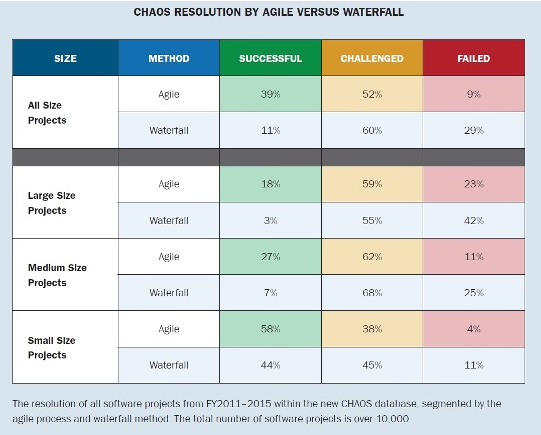 CHAOS RESOLUTION BY AGILE VERSUS WATERFALL
SIZE METHOD SUCCESSFUL CHALLENGED FAILED
All Size Projects
Agile 39% 52% 9%
Waterfall 11% 60% 29%
Large Size Projects
Agile 18% 59% 23%
Waterfall 3% 55% 42%
Medium Size Projects
Agile 27% 62% 11%
Waterfall 7% 68% 25%
Small Size Projects
Agile 58% 38% 4%
Waterfall 44% 45% 11%
The resolution of all software projects from FY2011–2015 within the new CHAOS database, segmented by the
agile process and waterfall method. The total number of software projects is over 10,000